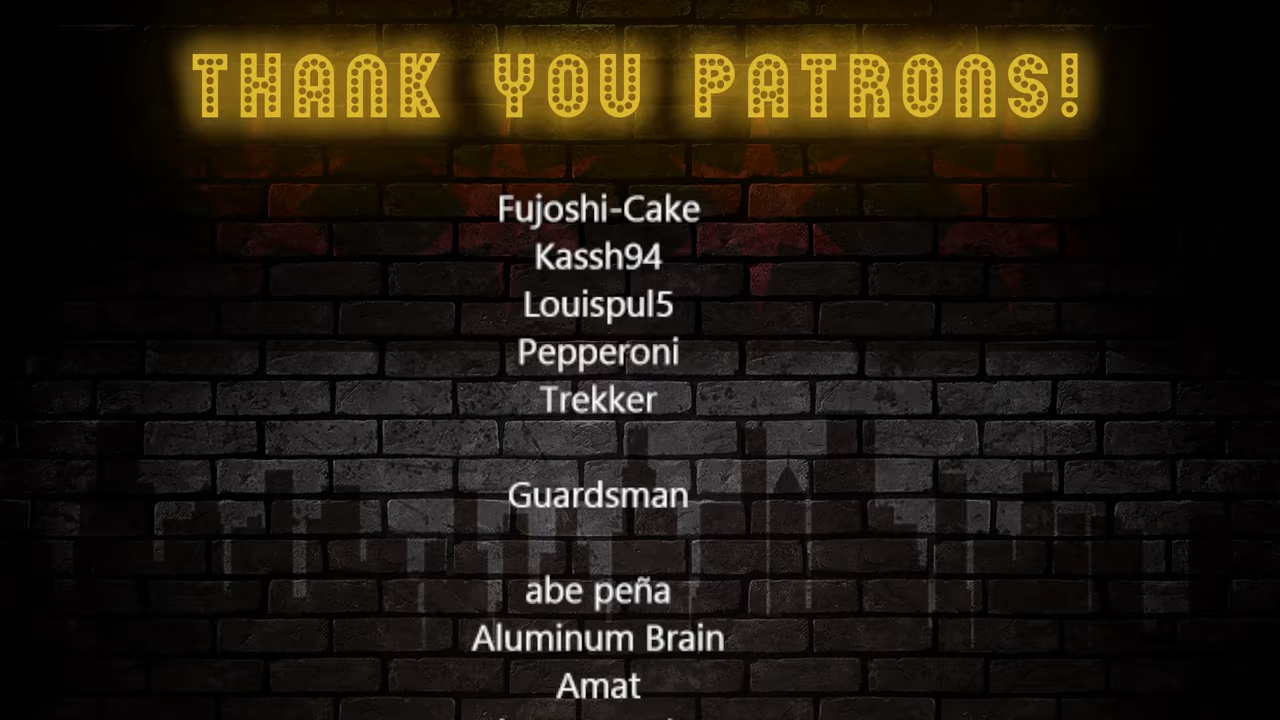 THANK YOU PATRONS!
Fujoshi-Cake
Kassh94
Louispul5
Pepperoni
Trekker
Guardsman
abe peña
Aluminum Brain
Amat